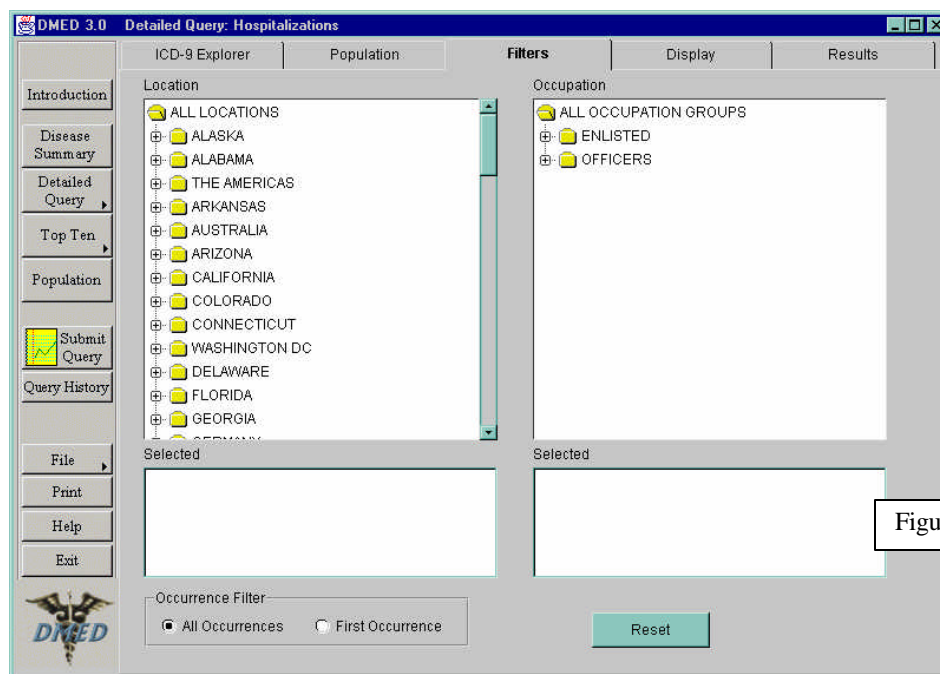 DMED 3.0 Detailed Query: Hospitalizations
ICD-9 Explorer Population Filters Display Results
Introduction
Disease
Summary
Detailed
Query
Top Ten
Population
Submit
Query
Query History
File
Print
Help
Exit
DMED
Location
ALL LOCATIONS
ALASKA
ALABAMA
THE AMERICAS
ARKANSAS
AUSTRALIA
ARIZONA
CALIFORNIA
COLORADO
CONNECTICUT
WASHINGTON DC
DELAWARE
FLORIDA
GEORGIA
Occupation
ALL OCCUPATION GROUPS
ENLISTED
OFFICERS
Selected
Selected
Figu
Occurrence Filter
All Occurrences First Occurrence
Reset